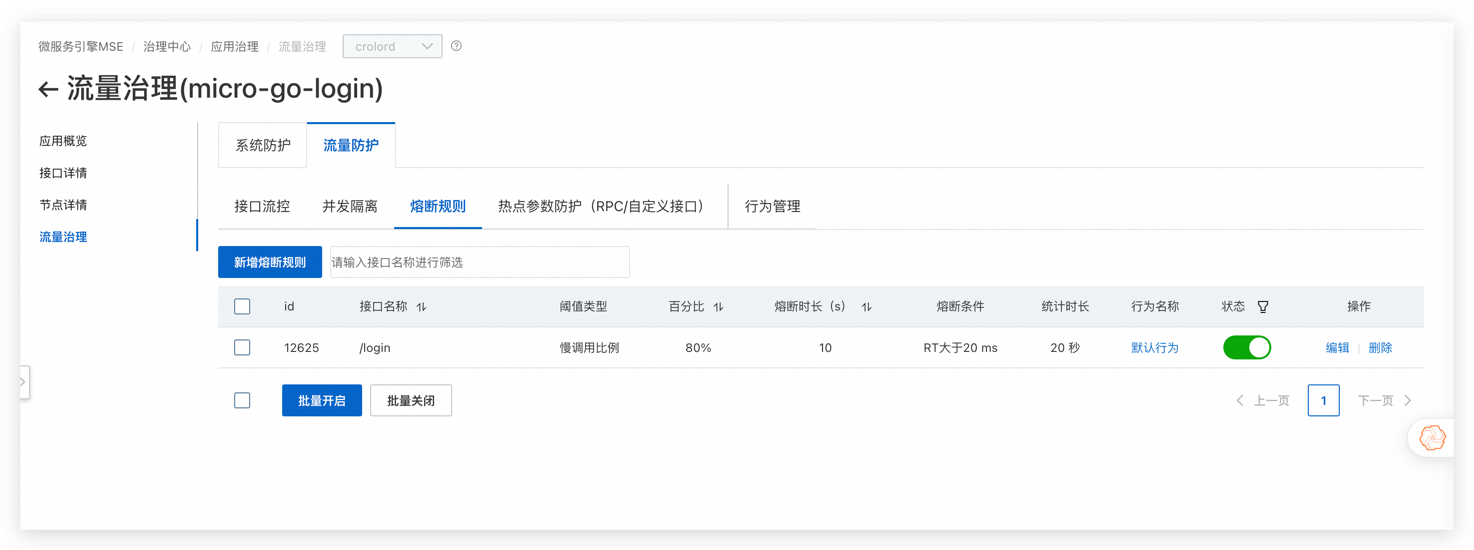 微服务引擎MSE / 治理中心 / 应用治理 / 流量治理 crolord
流量治理(micro-go-login)
应用概览
接口详情
节点详情
流量治理
系统防护 流量防护
接口流控 并发隔离 熔断规则 热点参数防护（RPC/自定义接口） 行为管理
新增熔断规则 请输入接口名称进行筛选
id 接口名称 阈值类型 百分比 熔断时长（s） 熔断条件 统计时长 行为名称 状态 操作
12625 /login 慢调用比例 80% 10 RT大于20 ms 20 秒 默认行为 编辑 | 删除
批量开启 批量关闭 上一页 1 下一页